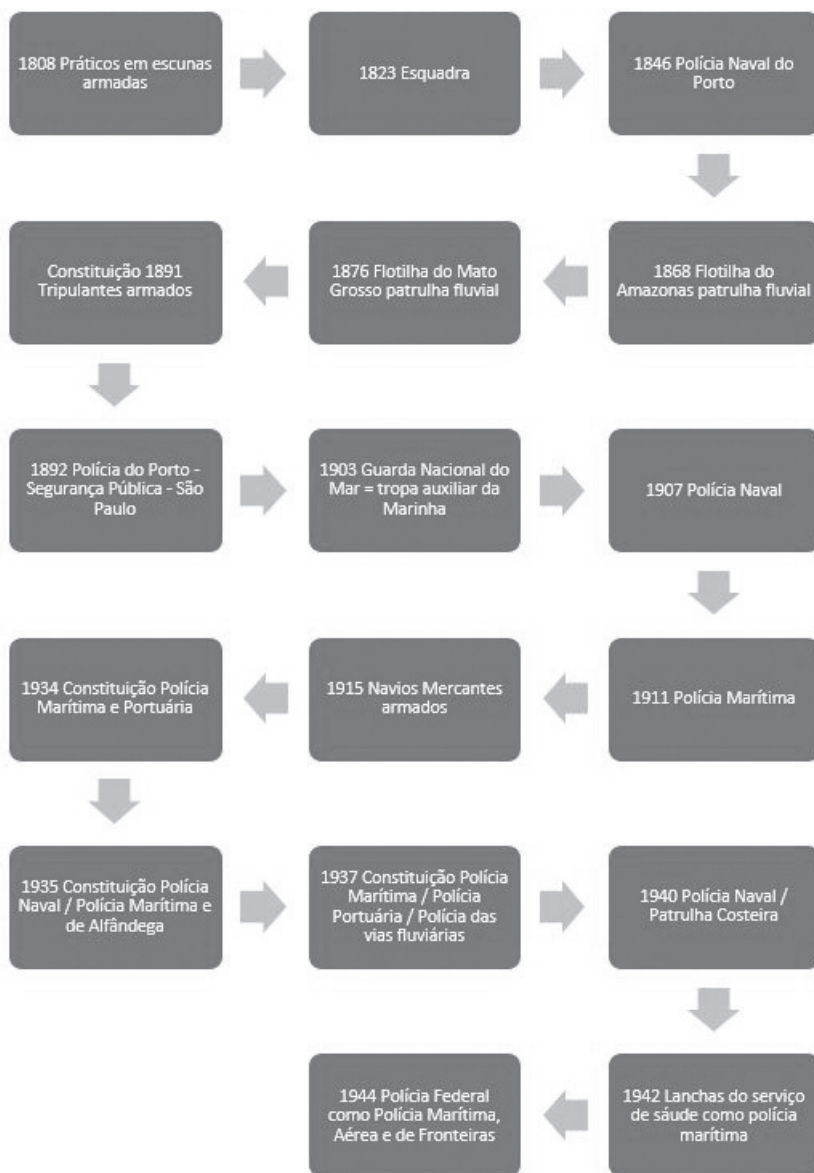 1808 Práticos em escunas
armadas
1823 Esquadra
1846 Polícia Naval do
Porto
1868 Flotilha do
Amazonas patrulha fluvial
1876 Flotilha do Mato
Grosso patrulha fluvial
Constituição 1891
Tripulantes armados
1892 Polícia do Porto -
Segurança Pública - São
Paulo
1903 Guarda Nacional do
Mar = tropa auxiliar da
Marinha
1907 Polícia Naval
1911 Polícia Marítima
1915 Navios Mercantes
armados
1934 Constituição Polícia
Marítima e Portuária
1935 Constituição Polícia
Naval / Polícia Marítima e
de Alfândega
1937 Constituição Polícia
Marítima / Polícia
Portuária / Polícia das
vias fluviárias
1940 Polícia Naval /
Patrulha Costeira
1942 Lanchas do serviço
de sáude como polícia
marítima
1944 Polícia Federal
como Polícia Marítima,
Aérea e de Fronteiras